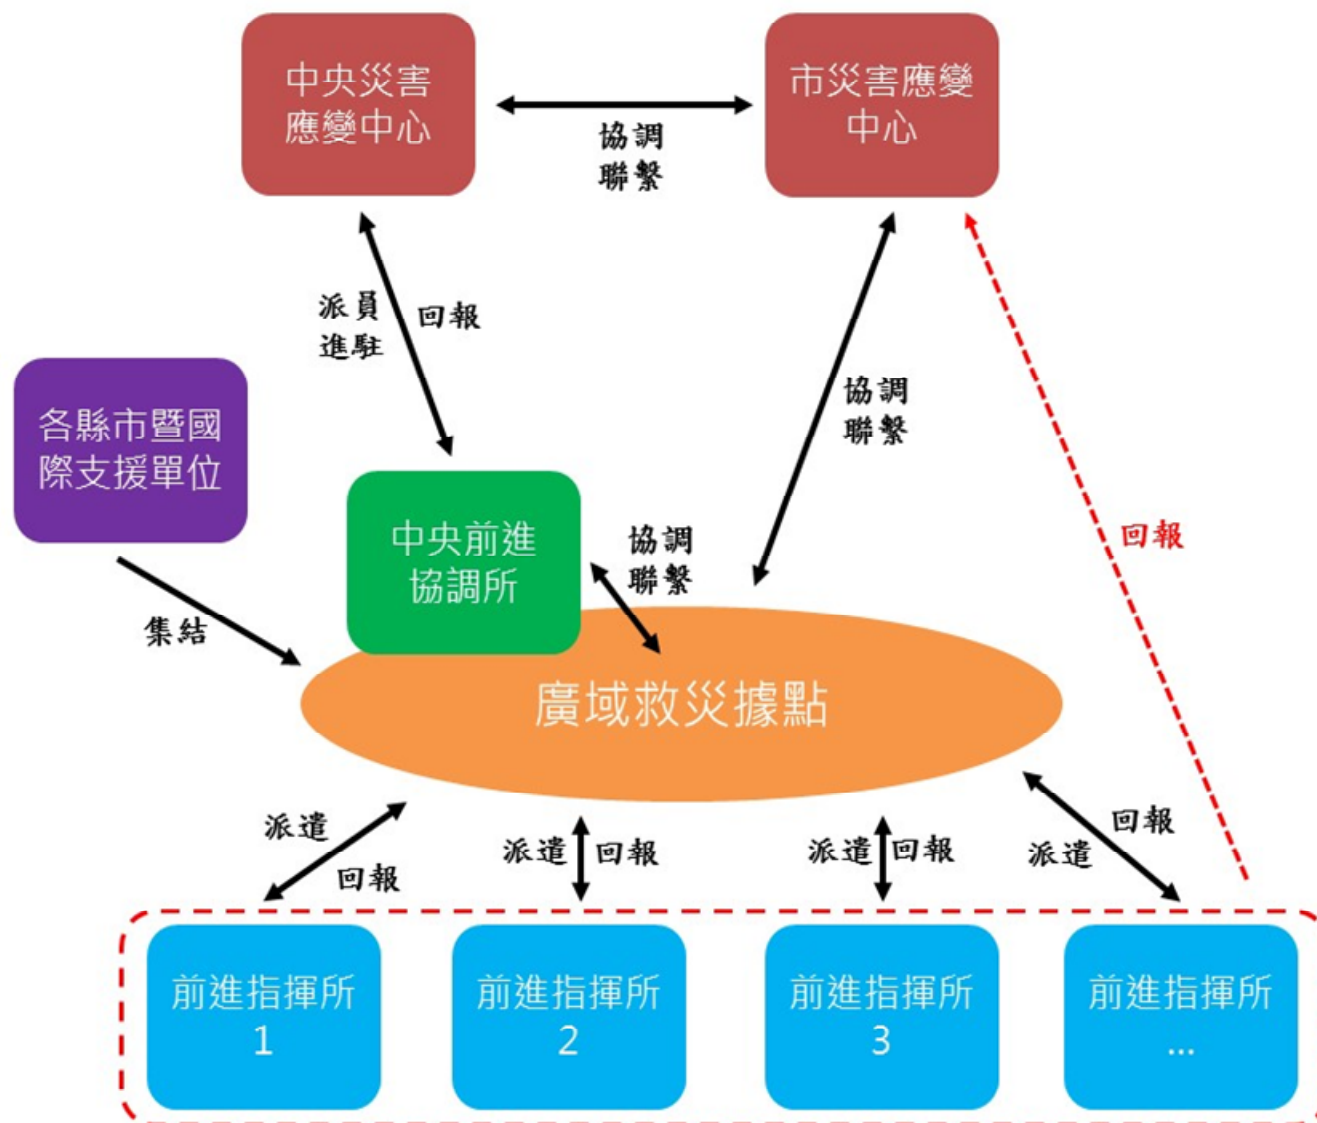 中央災害
應變中心
市災害應變
中心
協調
聯繫
派員
進駐
回報
協調
聯繫
各縣市暨國
際支援單位
中央前進
協調所
協調
聯繫
回報
集結
廣域救災據點
派遣
回報
派遣
回報
派遣
回報
派遣
回報
前進指揮所
1
前進指揮所
2
前進指揮所
3
前進指揮所
...